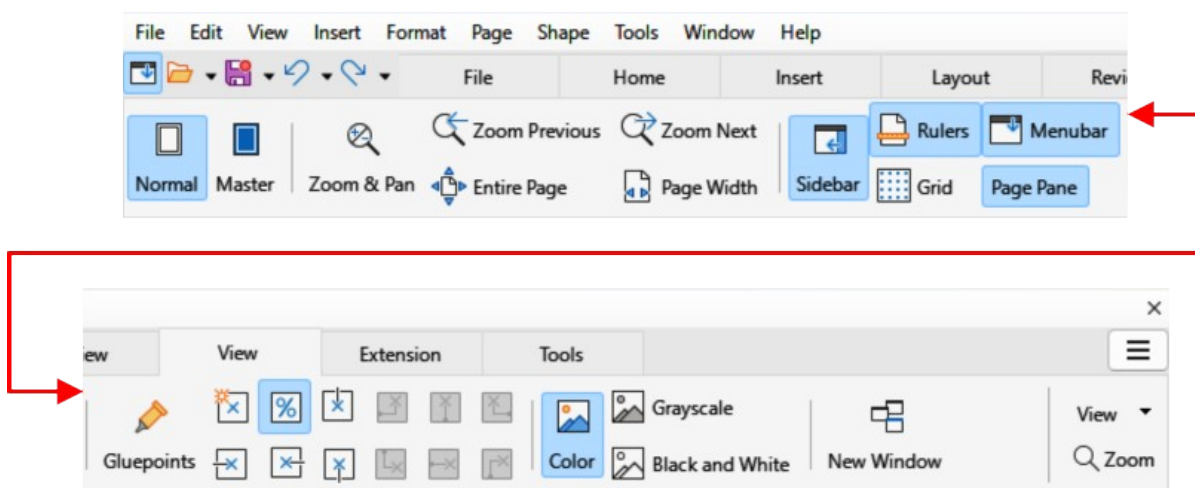 File Edit View Insert Format Page Shape Tools Window Help
File Home Insert Layout Revi
Zoom Previous Zoom Next Rulers Menubar
Normal Master Zoom & Pan Entire Page Page Width Sidebar Grid Page Pane
ew View Extension Tools
Grayscale View
Gluepoints % Color Black and White New Window Zoom